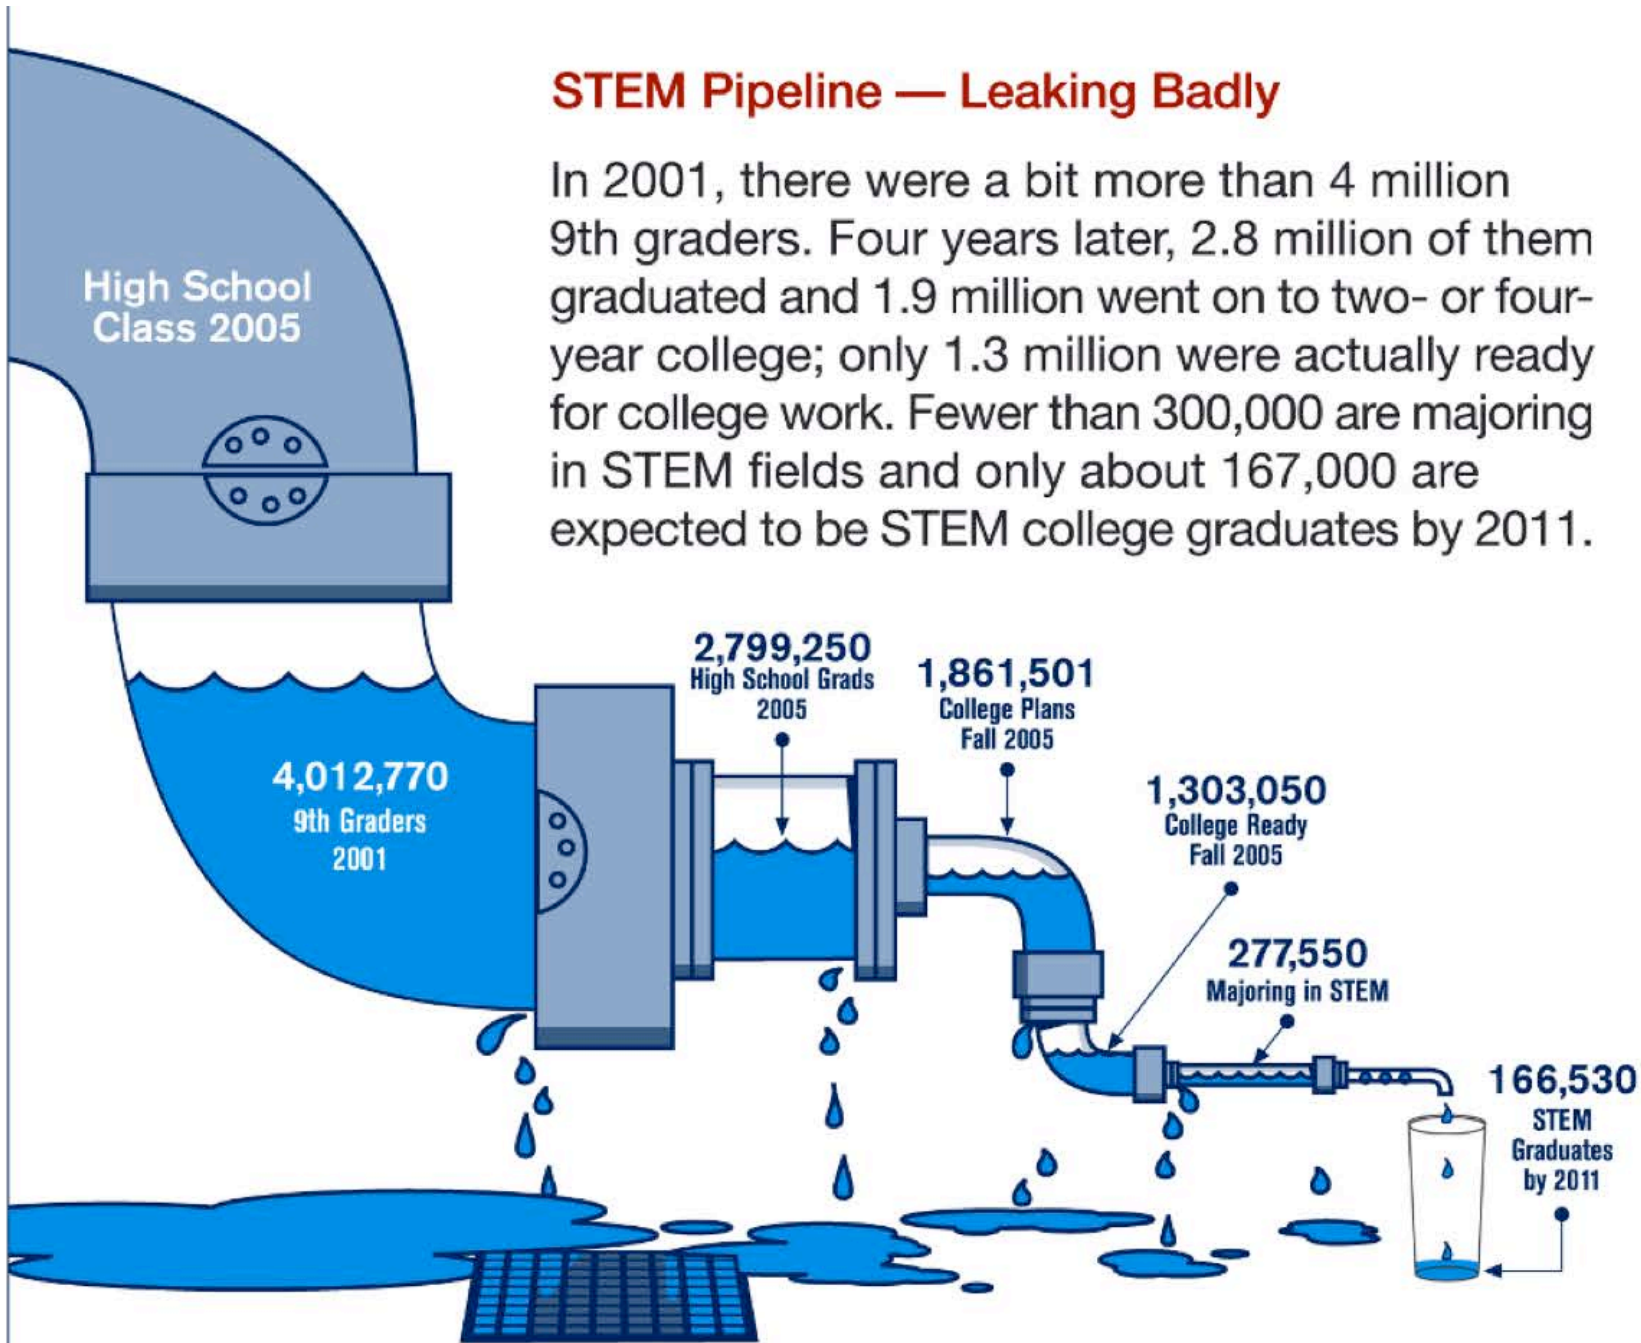 STEM Pipeline — Leaking Badly
In 2001, there were a bit more than 4 million
9th graders. Four years later, 2.8 million of them
graduated and 1.9 million went on to two- or four-
year college; only 1.3 million were actually ready
for college work. Fewer than 300,000 are majoring
in STEM fields and only about 167,000 are
expected to be STEM college graduates by 2011.
High School
Class 2005
4,012,770
9th Graders
2001
2,799,250
High School Grads
2005
1,861,501
College Plans
Fall 2005
1,303,050
College Ready
Fall 2005
277,550
Majoring in STEM
166,530
STEM
Graduates
by 2011